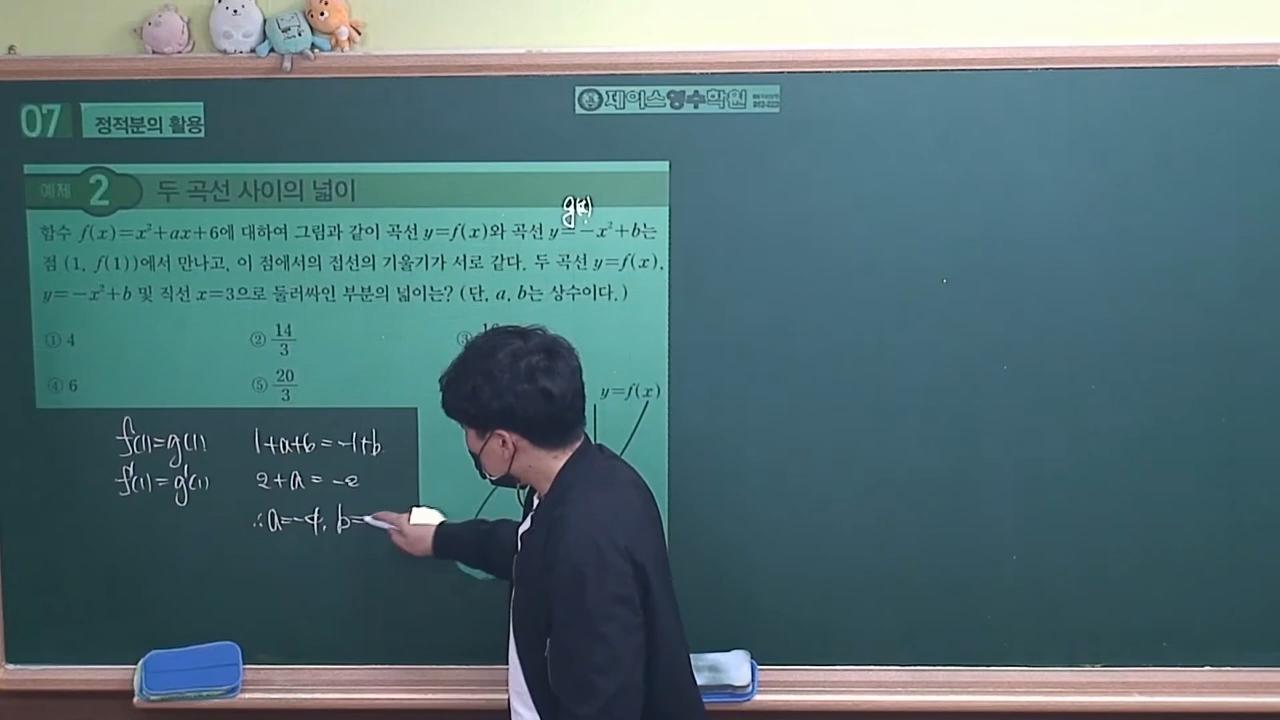 제이스영수학원
07 정적분의 활용
예제 2 두 곡선 사이의 넓이
g(x)
함수 f(x)=x²+ax+6에 대하여 그림과 같이 곡선 y=f(x)와 곡선 y=-x²+b는
점 (1, f(1))에서 만나고, 이 점에서의 접선의 기울기가 서로 같다. 두 곡선 y=f(x),
y=-x²+b 및 직선 x=3으로 둘러싸인 부분의 넓이는? (단, a, b는 상수이다.)
① 4 ② 14/3 ③
④ 6 ⑤ 20/3
y=f(x)
f(1)=g(1) 1+a+6=-1+b
f'(1)=g'(1) 2+a=-2
∴a=-4, b=